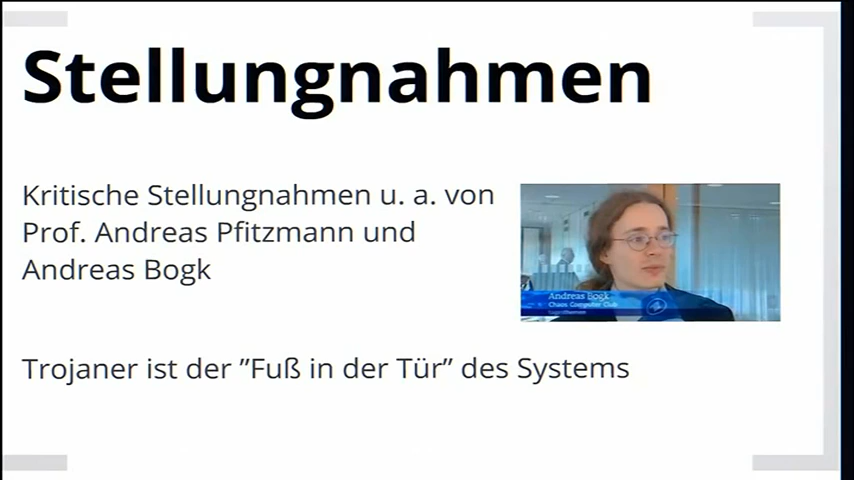 Stellungnahmen
Kritische Stellungnahmen u. a. von
Prof. Andreas Pfitzmann und
Andreas Bogk
Andreas Bogk
Chaos Computer Club
tagesthemen
Trojaner ist der ”Fuß in der Tür” des Systems